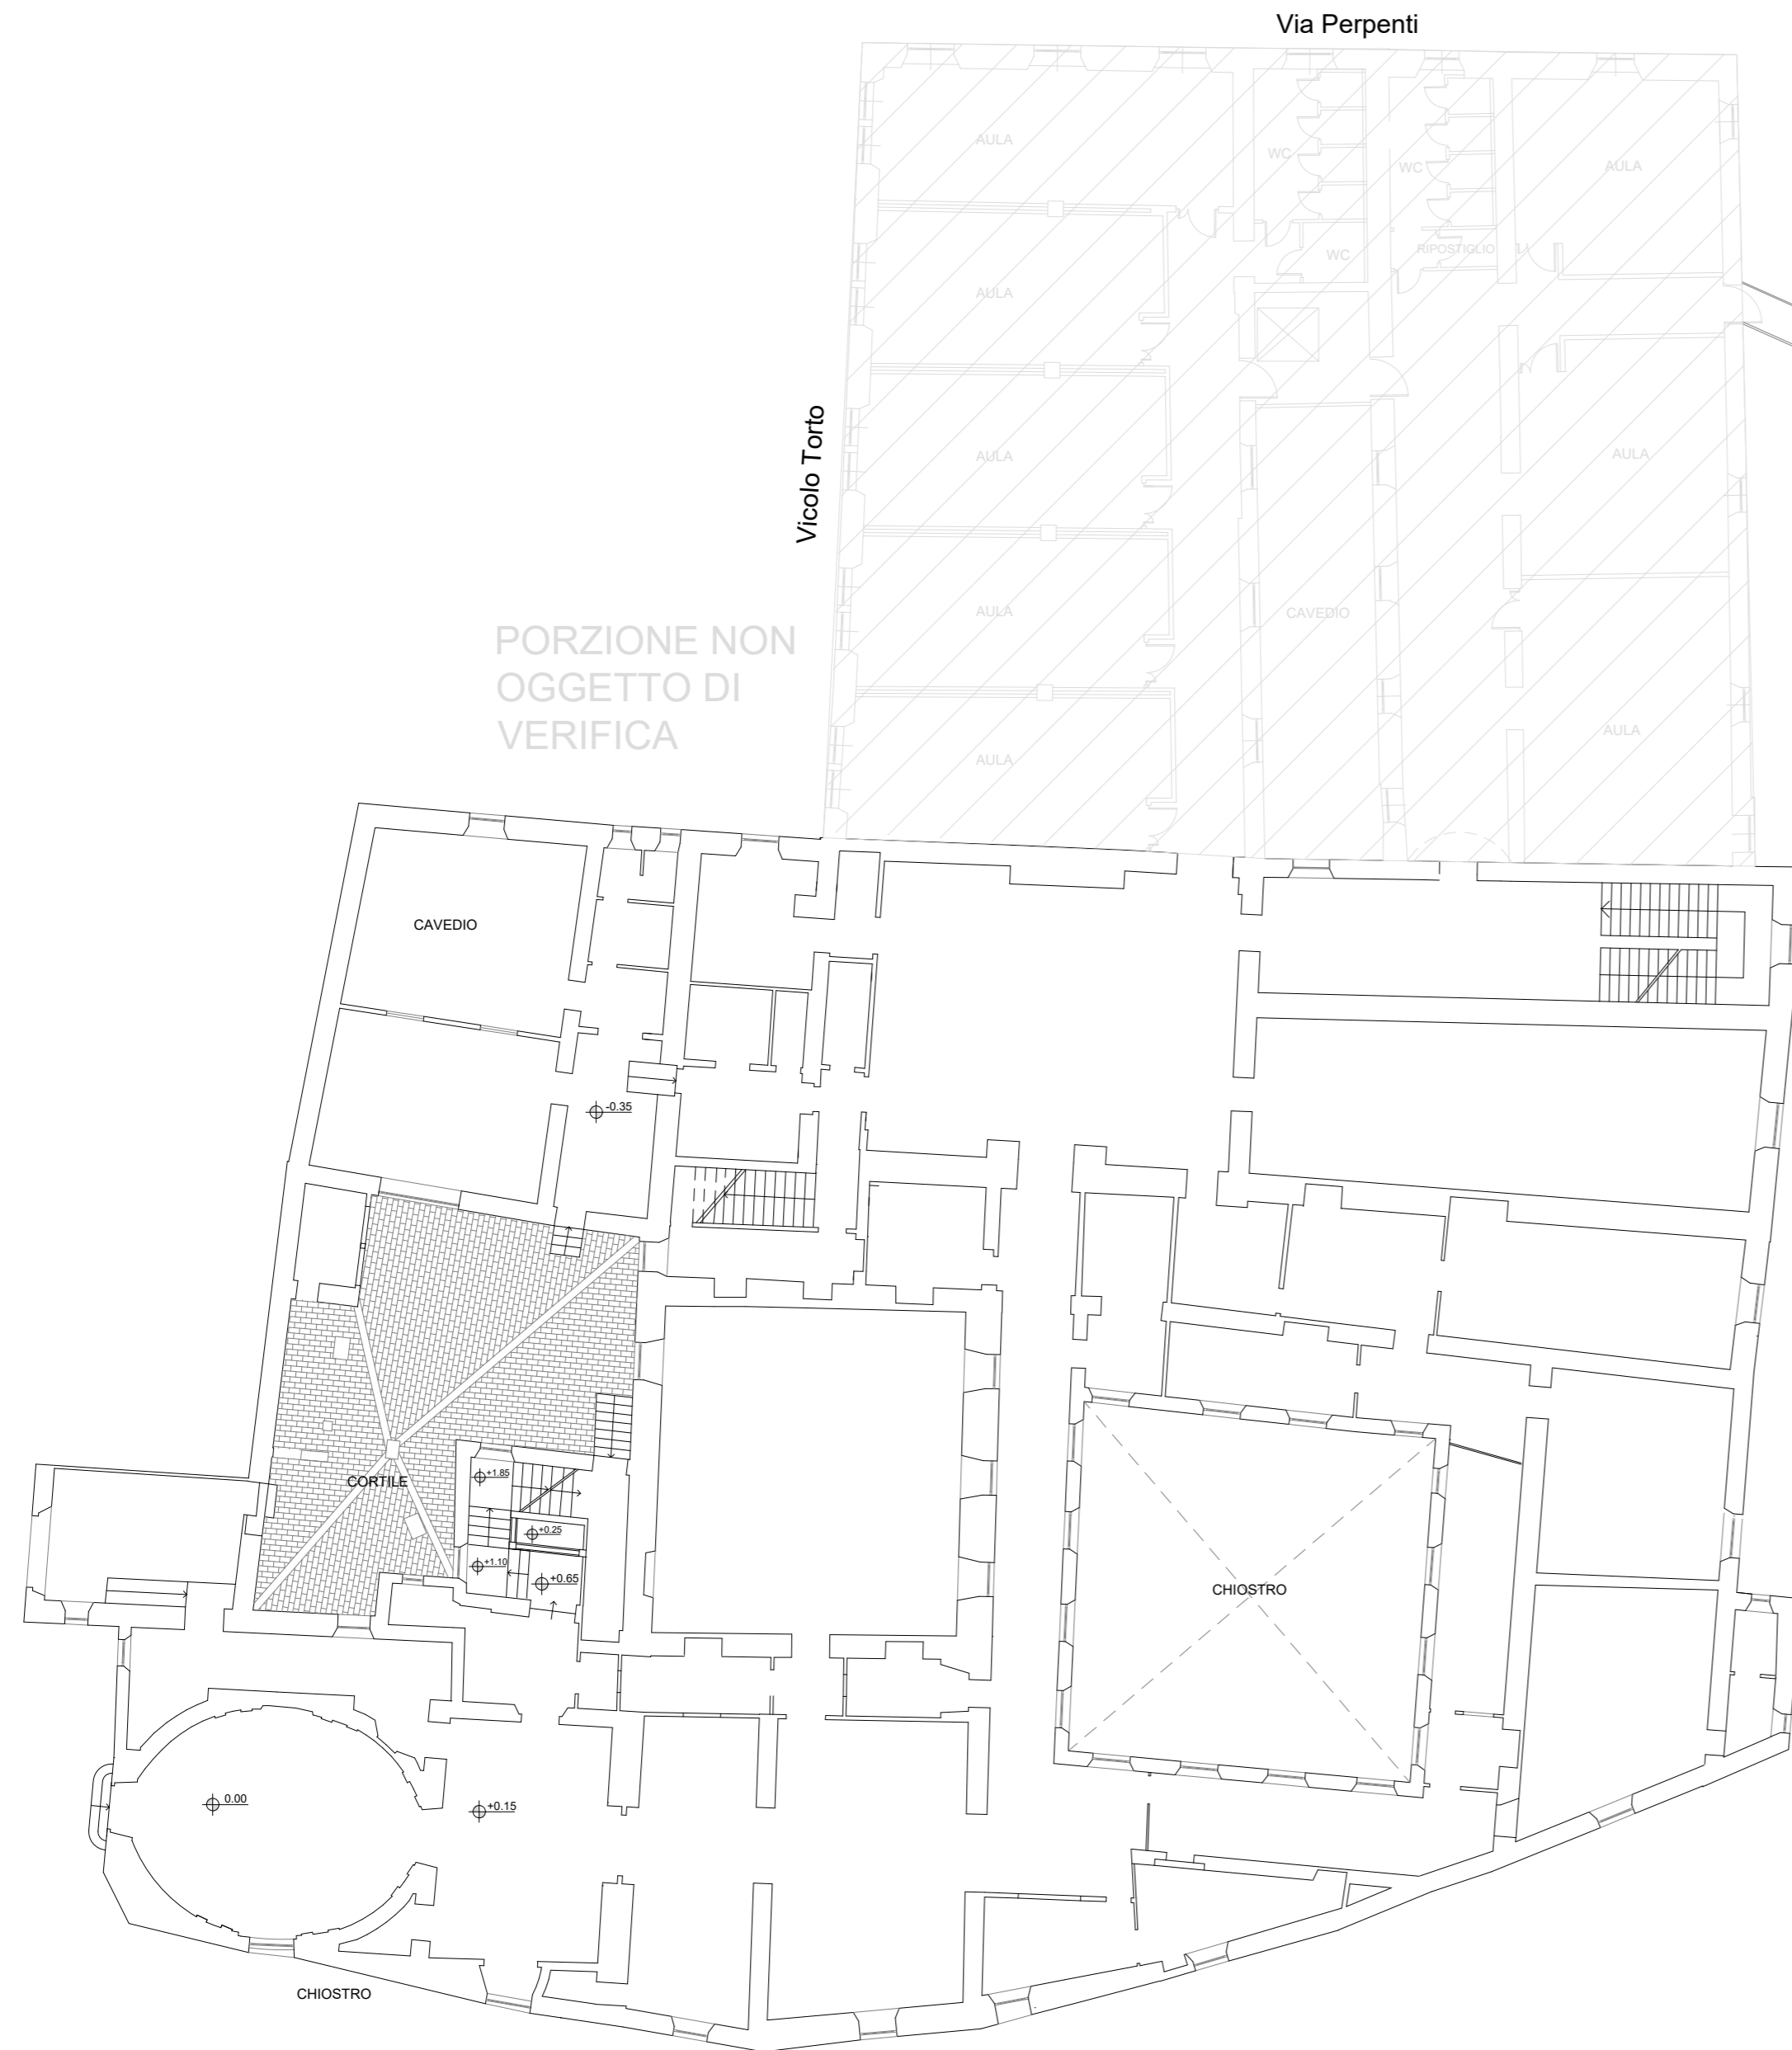 Via Perpenti
AULA
WC
WC
AULA
WC
RIPOSTIGLIO
AULA
Vicolo Torto
AULA
AULA
AULA
CAVEDIO
PORZIONE NON
OGGETTO DI
VERIFICA
AULA
AULA
CAVEDIO
-0.35
+1.85
CORTILE
+0.25
+1.10
+0.65
CHIOSTRO
0.00
+0.15
CHIOSTRO